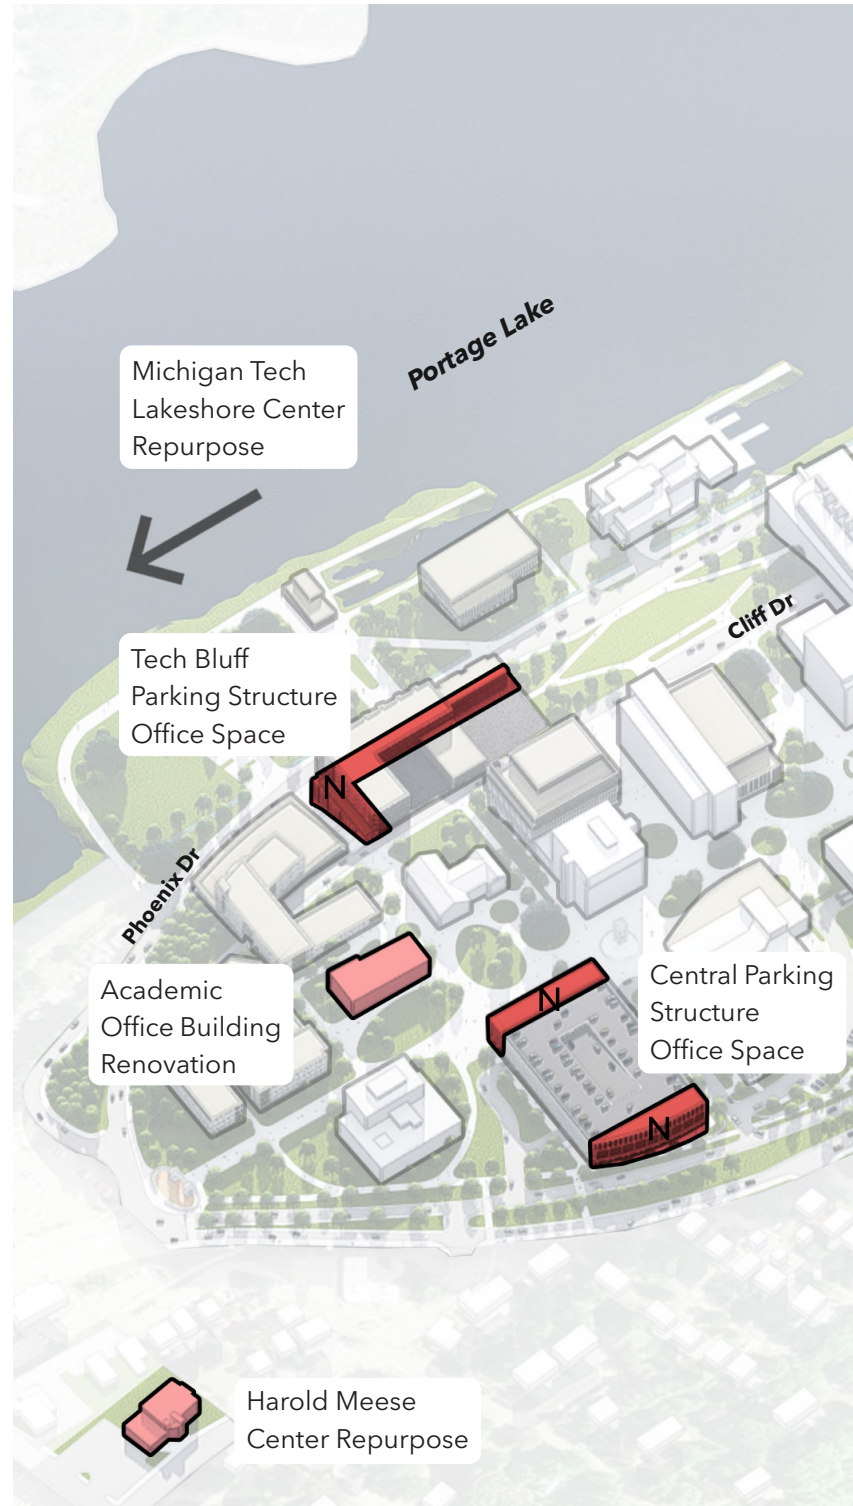 Portage Lake
Michigan Tech
Lakeshore Center
Repurpose
Cliff Dr
Tech Bluff
Parking Structure
Office Space
N
Phoenix Dr
Academic
Office Building
Renovation
N
Central Parking
Structure
Office Space
N
Harold Meese
Center Repurpose